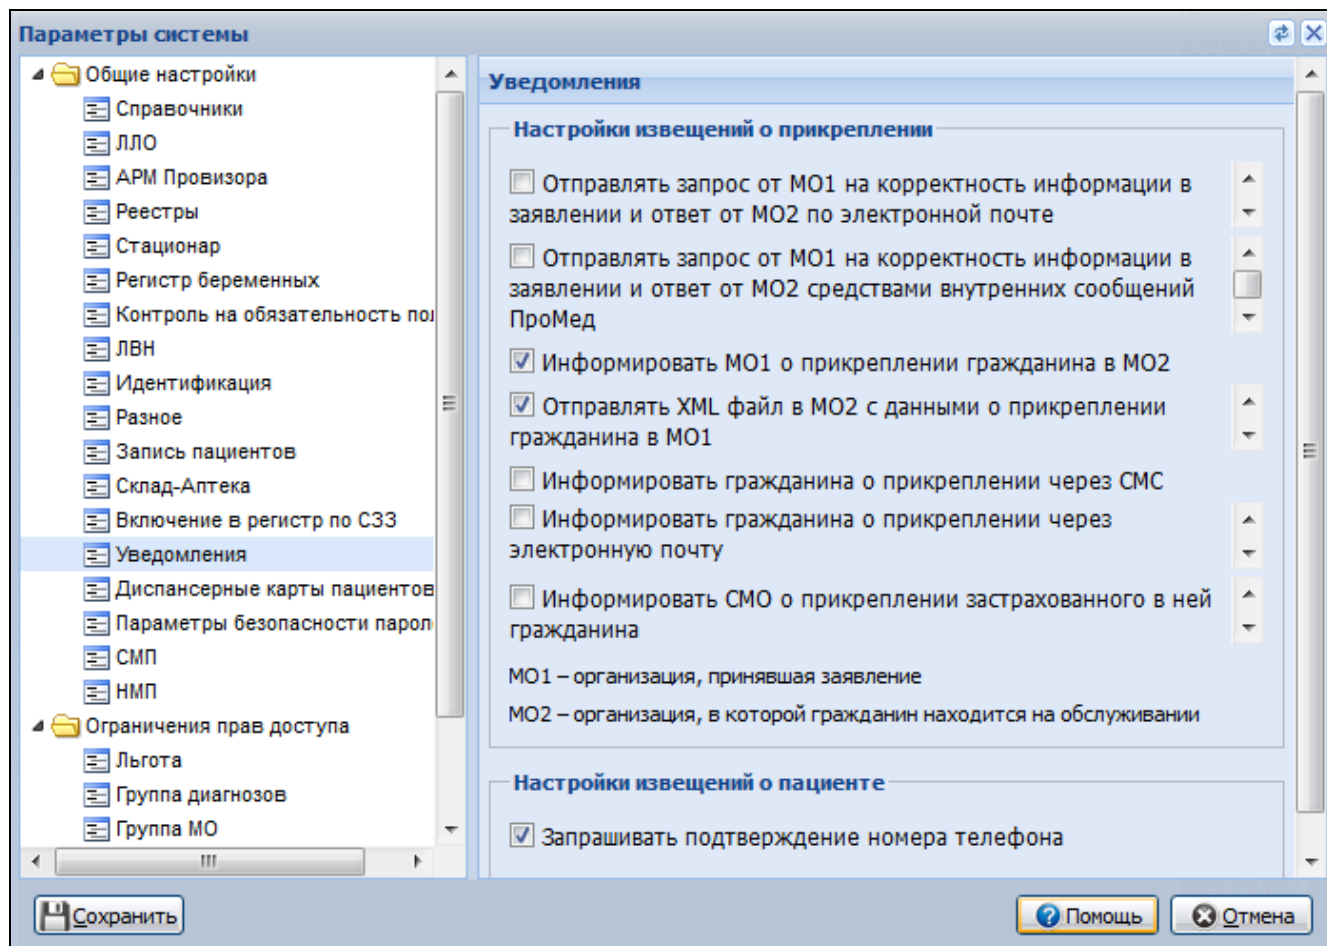 Параметры системы
Общие настройки
Справочники
ЛЛО
АРМ Провизора
Реестры
Стационар
Регистр беременных
Контроль на обязательность пол
ЛВН
Идентификация
Разное
Запись пациентов
Склад-Аптека
Включение в регистр по СЗЗ
Уведомления
Диспансерные карты пациентов
Параметры безопасности парол
СМП
НМП
Ограничения прав доступа
Льгота
Группа диагнозов
Группа МО
Уведомления
Настройки извещений о прикреплении
Отправлять запрос от МО1 на корректность информации в
заявлении и ответ от МО2 по электронной почте
Отправлять запрос от МО1 на корректность информации в
заявлении и ответ от МО2 средствами внутренних сообщений
ПроМед
Информировать МО1 о прикреплении гражданина в МО2
Отправлять XML файл в МО2 с данными о прикреплении
гражданина в МО1
Информировать гражданина о прикреплении через СМС
Информировать гражданина о прикреплении через
электронную почту
Информировать СМО о прикреплении застрахованного в ней
гражданина
МО1 – организация, принявшая заявление
МО2 – организация, в которой гражданин находится на обслуживании
Настройки извещений о пациенте
Запрашивать подтверждение номера телефона
Сохранить
Помощь
Отмена